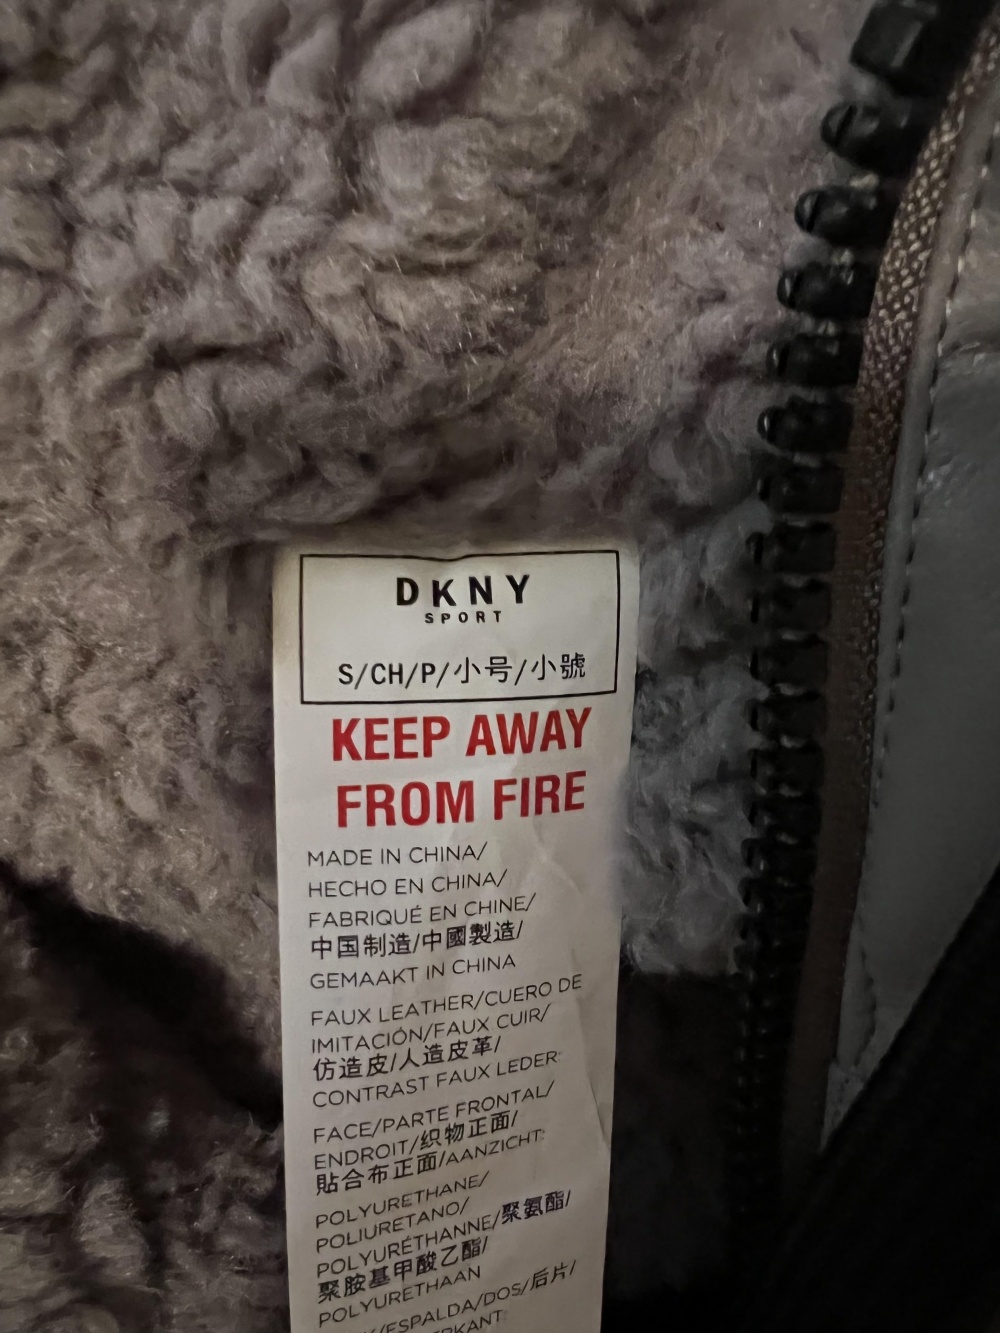 DKNY
SPORT
S/CH/P/小号/小號
KEEP AWAY
FROM FIRE
MADE IN CHINA/
HECHO EN CHINA/
FABRIQUÉ EN CHINE/
中国制造/中國製造/
GEMAAKT IN CHINA
FAUX LEATHER/CUERO DE
IMITACIÓN/FAUX CUIR/
仿造皮/人造皮革/
CONTRAST FAUX LEDER:
FACE/PARTE FRONTAL/
ENDROIT/织物正面/
貼合布正面/AANZICHT:
POLYURETHANE/
POLIURETANO/
POLYURÉTHANNE/聚氨酯/
聚胺基甲酸乙酯/
POLYURETHAAN
/ESPALDA/DOS/后片/